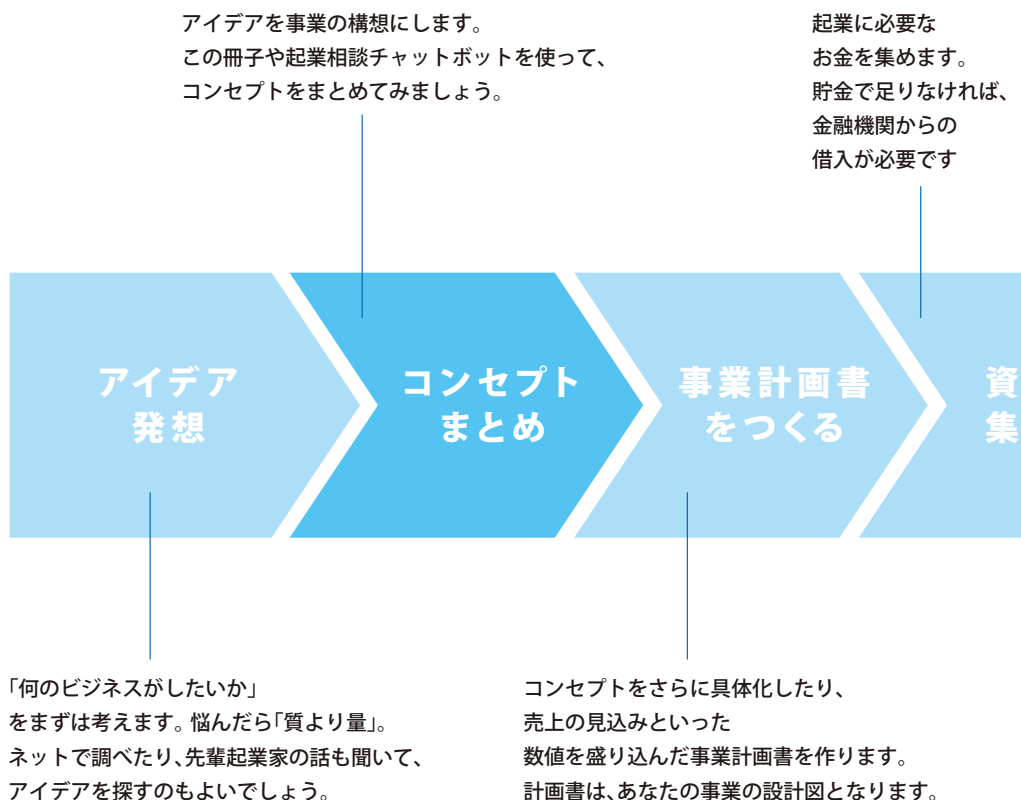 アイデアを事業の構想にします。
この冊子や起業相談チャットボットを使って、
コンセプトをまとめてみましょう。
起業に必要な
お金を集めます。
貯金で足りなければ、
金融機関からの
借入が必要です
アイデア
発想
コンセプト
まとめ
事業計画書
をつくる
資
集
「何のビジネスがしたいか」
をまずは考えます。悩んだら「質より量」。
ネットで調べたり、先輩起業家の話も聞いて、
アイデアを探すのもよいでしょう。
コンセプトをさらに具体化したり、
売上の見込みといった
数値を盛り込んだ事業計画書を作ります。
計画書は、あなたの事業の設計図となります。